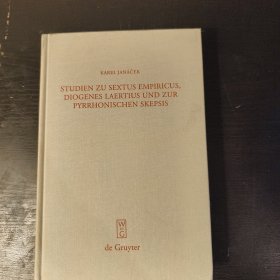 KAREL JANÁČEK
STUDIEN ZU SEXTUS EMPIRICUS,
DIOGENES LAERTIUS UND ZUR
PYRRHONISCHEN SKEPSIS
de Gruyter